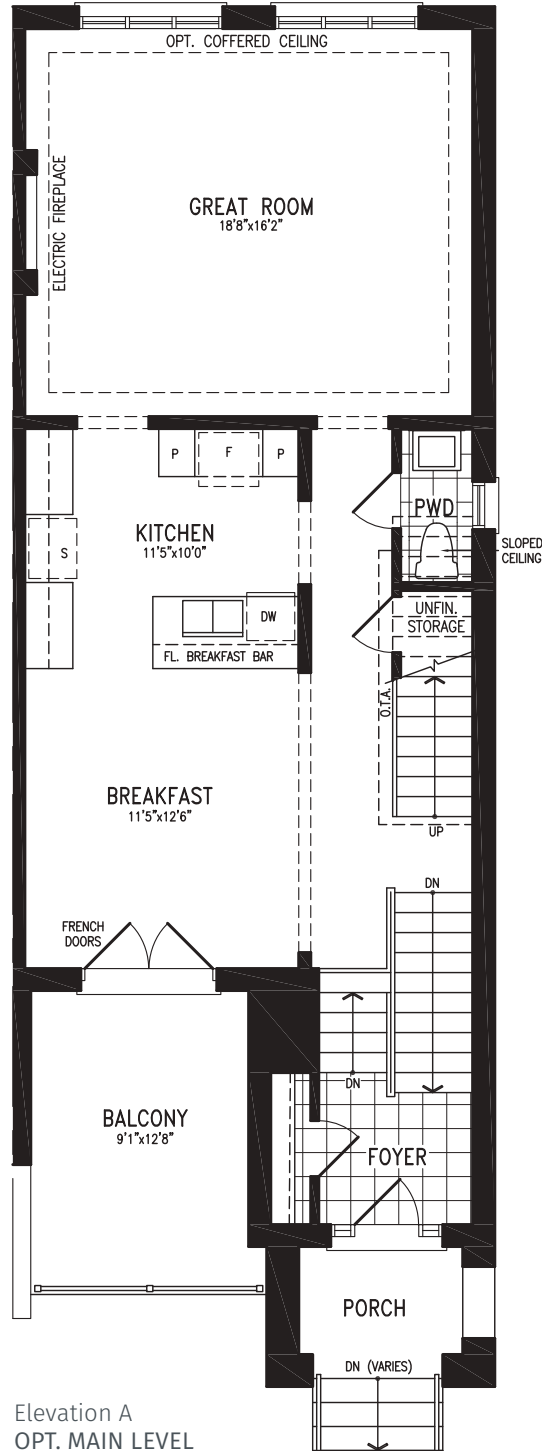 OPT. COFFERED CEILING
ELECTRIC FIREPLACE
GREAT ROOM
18'8"x16'2"
P
F
P
PWD
KITCHEN
11'5"x10'0"
S
SLOPED
CEILING
UNFIN.
STORAGE
DW
FL. BREAKFAST BAR
O.T.A.
BREAKFAST
11'5"x12'6"
UP
DN
FRENCH
DOORS
DN
BALCONY
9'1"x12'8"
FOYER
PORCH
DN (VARIES)
Elevation A
OPT. MAIN LEVEL